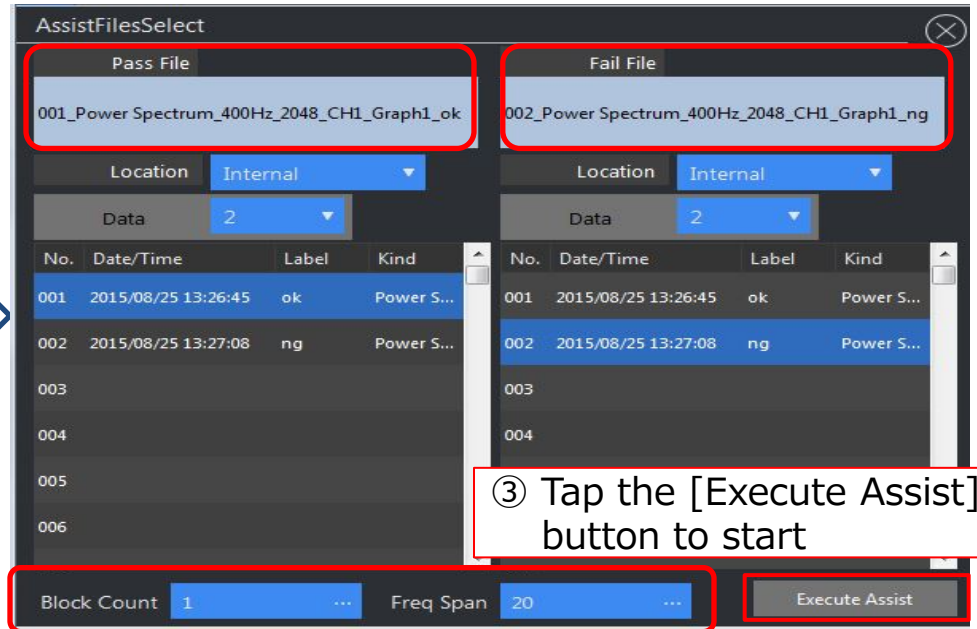 AssistFilesSelect
Pass File
Fail File
001_Power Spectrum_400Hz_2048_CH1_Graph1_ok
002_Power Spectrum_400Hz_2048_CH1_Graph1_ng
Location Internal
Location Internal
Data 2
Data 2
No. Date/Time Label Kind
001 2015/08/25 13:26:45 ok Power S...
002 2015/08/25 13:27:08 ng Power S...
003
004
005
006
No. Date/Time Label Kind
001 2015/08/25 13:26:45 ok Power S...
002 2015/08/25 13:27:08 ng Power S...
003
004
③ Tap the [Execute Assist]
button to start
Block Count 1 ... Freq Span 20 ... Execute Assist